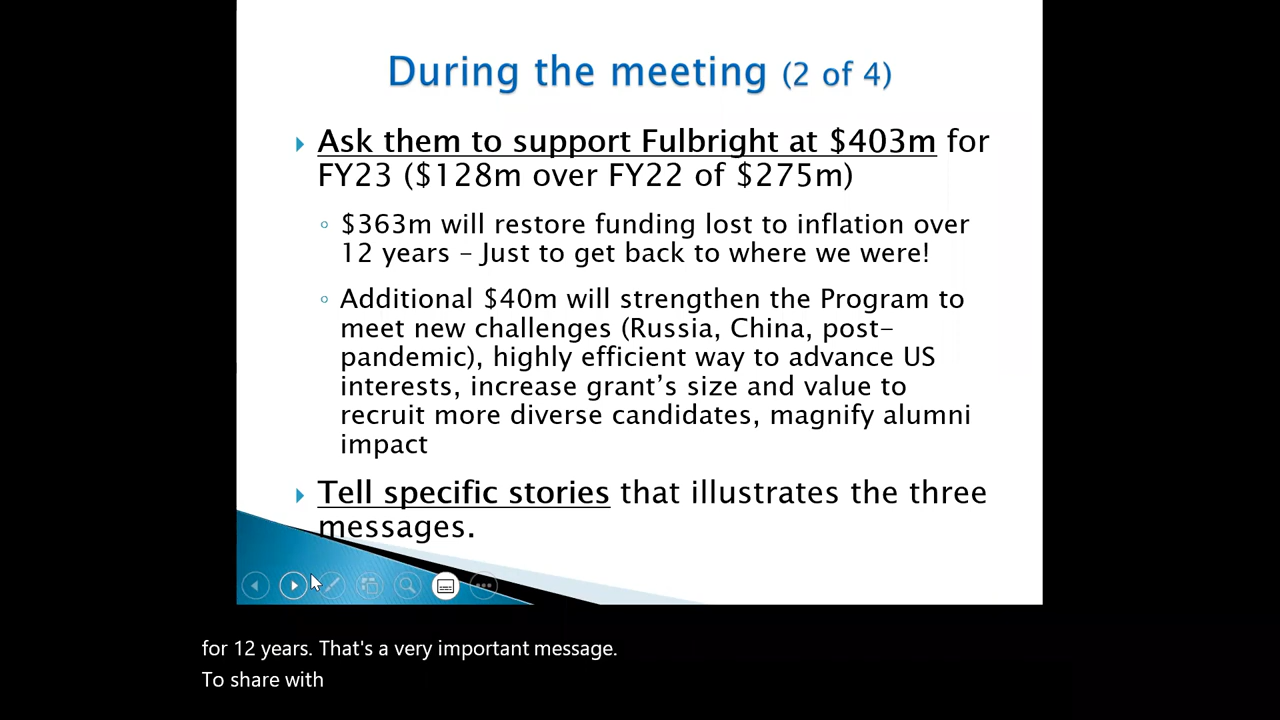 During the meeting (2 of 4)
Ask them to support Fulbright at $403m for
FY23 ($128m over FY22 of $275m)
$363m will restore funding lost to inflation over
12 years – Just to get back to where we were!
Additional $40m will strengthen the Program to
meet new challenges (Russia, China, post-
pandemic), highly efficient way to advance US
interests, increase grant's size and value to
recruit more diverse candidates, magnify alumni
impact
Tell specific stories that illustrates the three
messages.
for 12 years. That's a very important message.
To share with